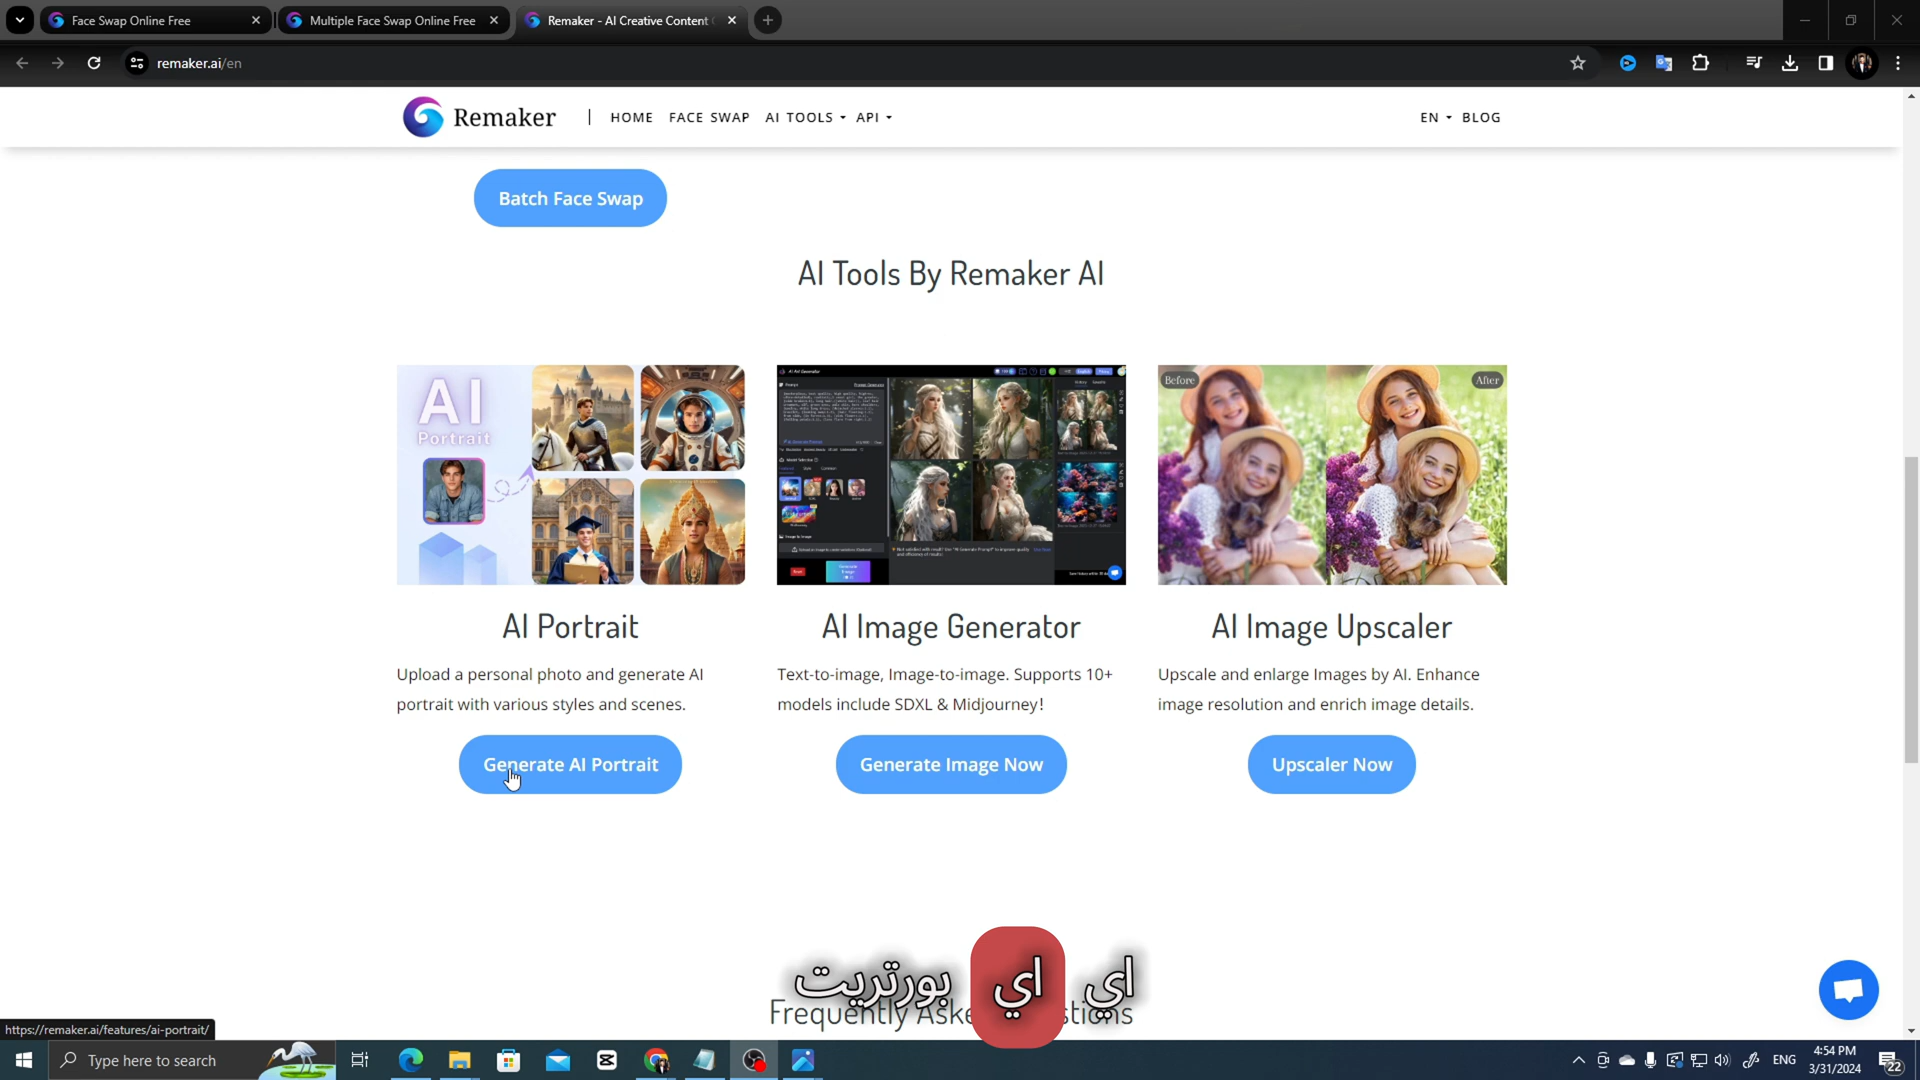 Face Swap Online Free
Multiple Face Swap Online Free
Remaker - AI Creative Content
remaker.ai/en
Remaker
HOME FACE SWAP AI TOOLS API
EN BLOG
Batch Face Swap
AI Tools By Remaker AI
AI
Portrait
Before
After
AI Portrait
AI Image Generator
AI Image Upscaler
Upload a personal photo and generate AI
portrait with various styles and scenes.
Text-to-image, Image-to-image. Supports 10+
models include SDXL & Midjourney!
Upscale and enlarge Images by AI. Enhance
image resolution and enrich image details.
Generate AI Portrait
Generate Image Now
Upscaler Now
اي اي بورتريت
Frequently Aske
stions
https://remaker.ai/features/ai-portrait/
Type here to search
ENG
4:54 PM
3/31/2024
22